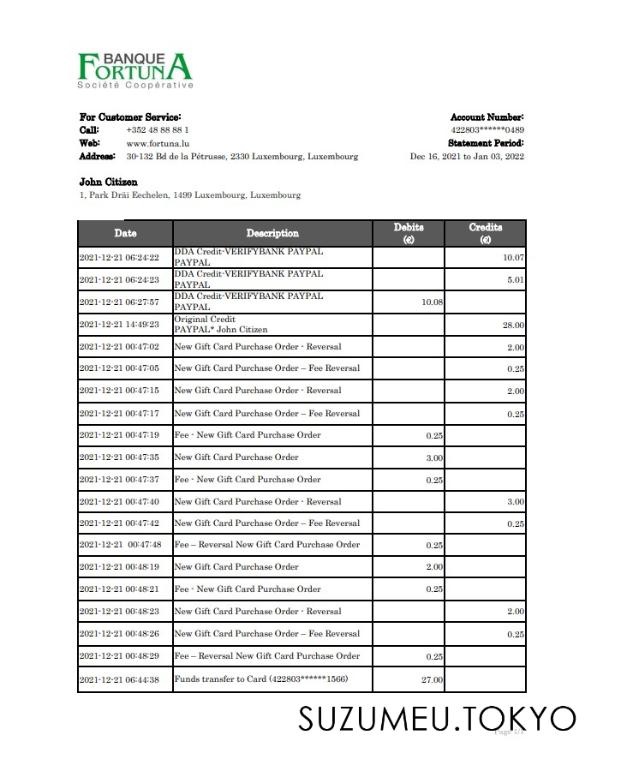 BANQUE
FORTUNA
Société Coopérative
For Customer Service:
Call: +352 48 88 88 1
Web: www.fortuna.lu
Address: 30-132 Bd de la Pétrusse, 2330 Luxembourg, Luxembourg
Account Number:
422803******0489
Statement Period:
Dec 16, 2021 to Jan 03, 2022
John Citizen
1, Park Dräi Eechelen, 1499 Luxembourg, Luxembourg
Date Description Debits (€) Credits (€)
2021-12-21 06:24:22 DDA Credit-VERIFYBANK PAYPAL PAYPAL 10.07
2021-12-21 06:24:23 DDA Credit-VERIFYBANK PAYPAL PAYPAL 5.01
2021-12-21 06:27:57 DDA Credit-VERIFYBANK PAYPAL PAYPAL 10.08
2021-12-21 14:49:23 Original Credit PAYPAL* John Citizen 28.00
2021-12-21 00:47:02 New Gift Card Purchase Order - Reversal 2.00
2021-12-21 00:47:05 New Gift Card Purchase Order – Fee Reversal 0.25
2021-12-21 00:47:15 New Gift Card Purchase Order - Reversal 2.00
2021-12-21 00:47:17 New Gift Card Purchase Order – Fee Reversal 0.25
2021-12-21 00:47:19 Fee - New Gift Card Purchase Order 0.25
2021-12-21 00:47:35 New Gift Card Purchase Order 3.00
2021-12-21 00:47:37 Fee - New Gift Card Purchase Order 0.25
2021-12-21 00:47:40 New Gift Card Purchase Order - Reversal 3.00
2021-12-21 00:47:42 New Gift Card Purchase Order – Fee Reversal 0.25
2021-12-21 00:47:48 Fee – Reversal New Gift Card Purchase Order 0.25
2021-12-21 00:48:19 New Gift Card Purchase Order 2.00
2021-12-21 00:48:21 Fee - New Gift Card Purchase Order 0.25
2021-12-21 00:48:23 New Gift Card Purchase Order - Reversal 2.00
2021-12-21 00:48:26 New Gift Card Purchase Order – Fee Reversal 0.25
2021-12-21 00:48:29 Fee – Reversal New Gift Card Purchase Order 0.25
2021-12-21 06:44:38 Funds transfer to Card (422803******1566) 27.00
SUZUMEU.TOKYO
Page